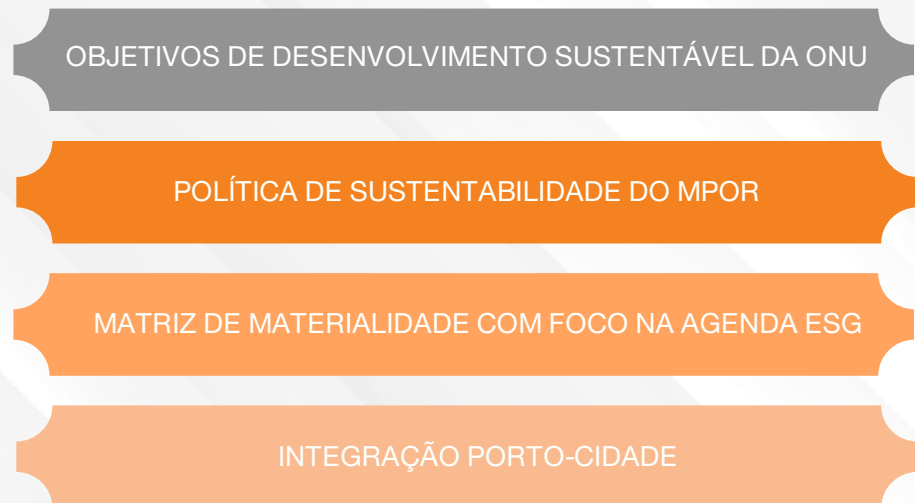 OBJETIVOS DE DESENVOLVIMENTO SUSTENTÁVEL DA ONU
POLÍTICA DE SUSTENTABILIDADE DO MPOR
MATRIZ DE MATERIALIDADE COM FOCO NA AGENDA ESG
INTEGRAÇÃO PORTO-CIDADE